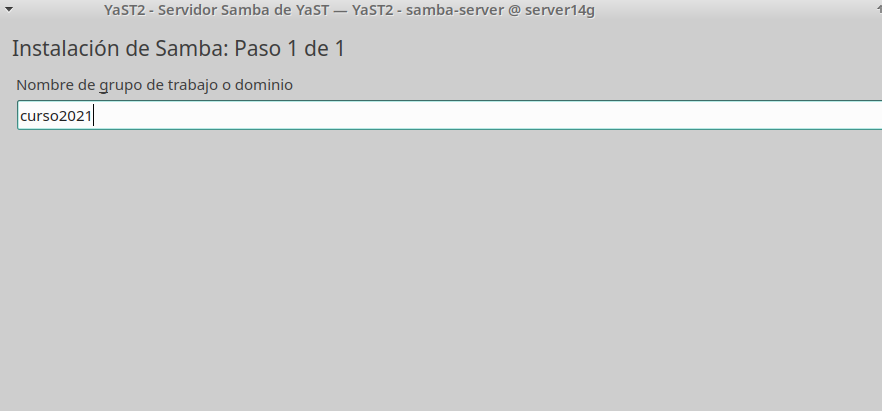 YaST2 - Servidor Samba de YaST — YaST2 - samba-server @ server14g
Instalación de Samba: Paso 1 de 1
Nombre de grupo de trabajo o dominio
curso2021